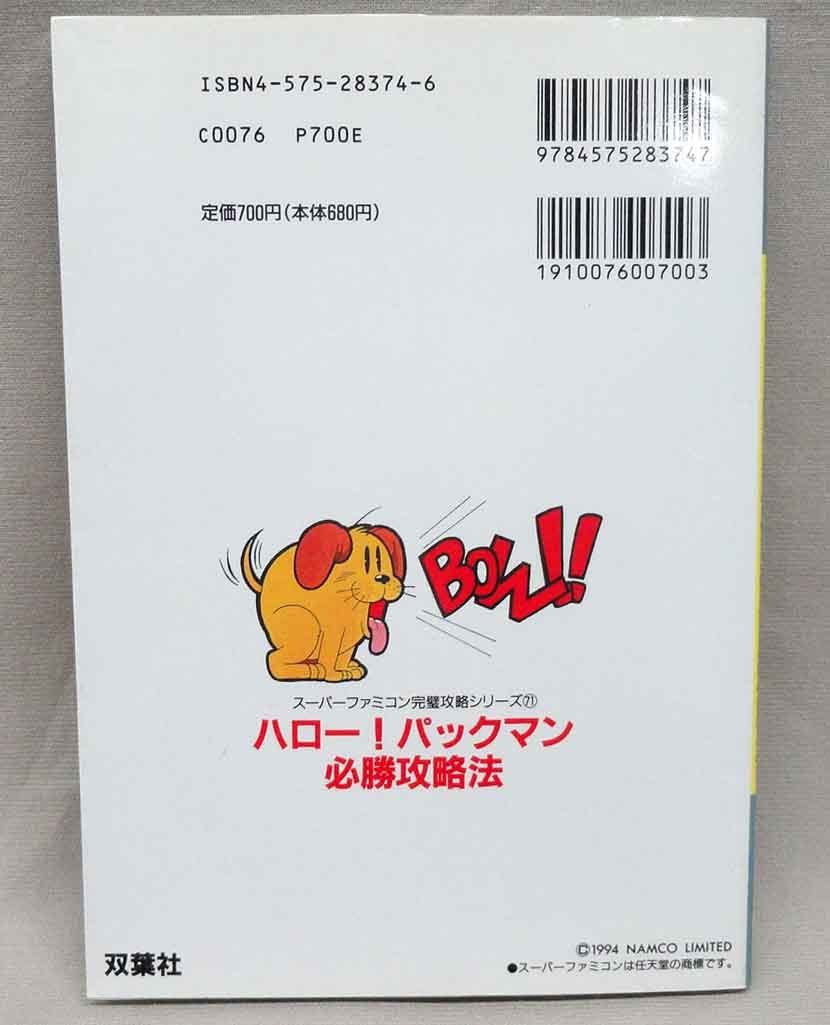 ISBN4-575-28374-6
C0076 P700E
定価700円(本体680円)
9784575283747
1910076007003
BOW!!
スーパーファミコン完璧攻略シリーズ㉑
ハロー！パックマン
必勝攻略法
©1994 NAMCO LIMITED
●スーパーファミコンは任天堂の商標です。
双葉社